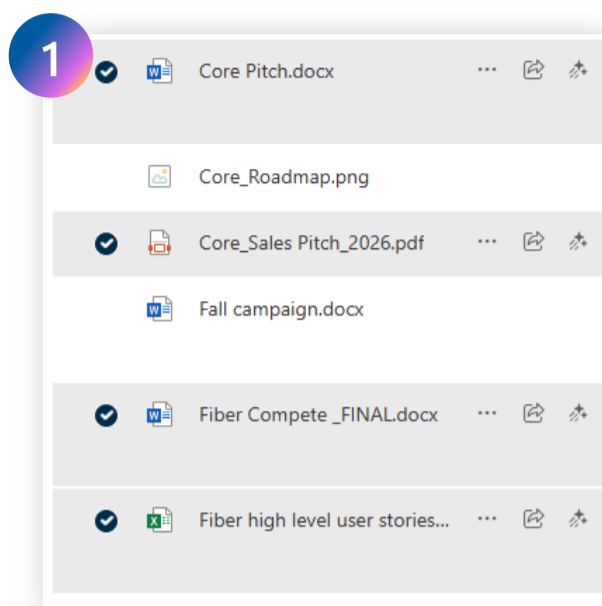 1
Core Pitch.docx
Core_Roadmap.png
Core_Sales Pitch_2026.pdf
Fall campaign.docx
Fiber Compete _FINAL.docx
Fiber high level user stories...